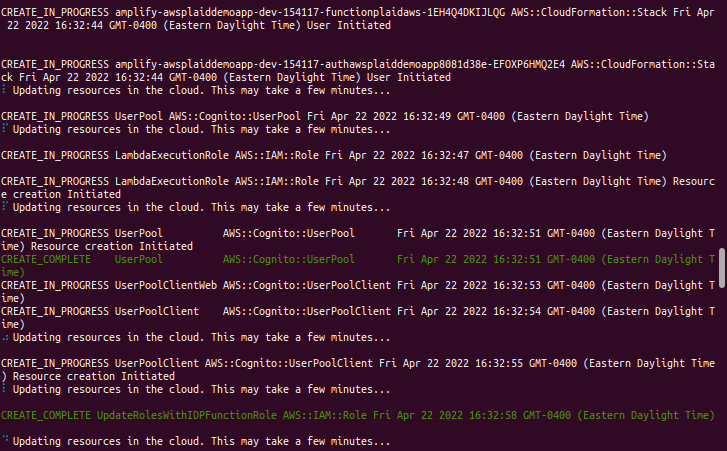 CREATE_IN_PROGRESS amplify-awsplaiddemoapp-dev-154117-functionplaidaws-1EH4Q4DKIJLQG AWS::CloudFormation::Stack Fri Apr
 22 2022 16:32:44 GMT-0400 (Eastern Daylight Time) User Initiated
CREATE_IN_PROGRESS amplify-awsplaiddemoapp-dev-154117-authawsplaiddemoapp8081d38e-EFOXP6HMQ2E4 AWS::CloudFormation::Sta
ck Fri Apr 22 2022 16:32:44 GMT-0400 (Eastern Daylight Time) User Initiated
⠇ Updating resources in the cloud. This may take a few minutes...
CREATE_IN_PROGRESS UserPool AWS::Cognito::UserPool Fri Apr 22 2022 16:32:49 GMT-0400 (Eastern Daylight Time)
⠏ Updating resources in the cloud. This may take a few minutes...
CREATE_IN_PROGRESS LambdaExecutionRole AWS::IAM::Role Fri Apr 22 2022 16:32:47 GMT-0400 (Eastern Daylight Time)
CREATE_IN_PROGRESS LambdaExecutionRole AWS::IAM::Role Fri Apr 22 2022 16:32:48 GMT-0400 (Eastern Daylight Time) Resourc
e creation Initiated
⠏ Updating resources in the cloud. This may take a few minutes...
CREATE_IN_PROGRESS UserPool          AWS::Cognito::UserPool       Fri Apr 22 2022 16:32:51 GMT-0400 (Eastern Daylight T
ime) Resource creation Initiated
CREATE_COMPLETE    UserPool          AWS::Cognito::UserPool       Fri Apr 22 2022 16:32:51 GMT-0400 (Eastern Daylight T
ime)
CREATE_IN_PROGRESS UserPoolClientWeb AWS::Cognito::UserPoolClient Fri Apr 22 2022 16:32:53 GMT-0400 (Eastern Daylight T
ime)
CREATE_IN_PROGRESS UserPoolClient    AWS::Cognito::UserPoolClient Fri Apr 22 2022 16:32:54 GMT-0400 (Eastern Daylight T
ime)
⠴ Updating resources in the cloud. This may take a few minutes...
CREATE_IN_PROGRESS UserPoolClient AWS::Cognito::UserPoolClient Fri Apr 22 2022 16:32:55 GMT-0400 (Eastern Daylight Time
) Resource creation Initiated
⠇ Updating resources in the cloud. This may take a few minutes...
CREATE_COMPLETE UpdateRolesWithIDPFunctionRole AWS::IAM::Role Fri Apr 22 2022 16:32:58 GMT-0400 (Eastern Daylight Time)
⠙ Updating resources in the cloud. This may take a few minutes...